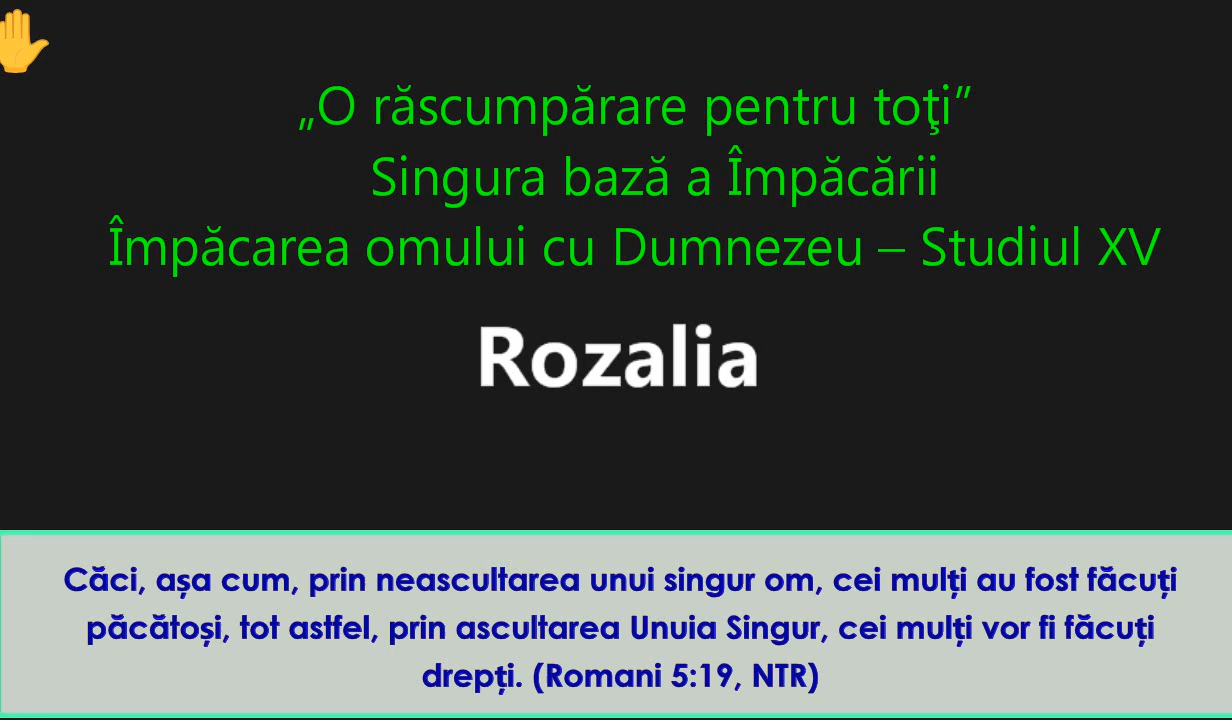 „O răscumpărare pentru toţi”
Singura bază a Împăcării
Împăcarea omului cu Dumnezeu – Studiul XV
Rozalia
Căci, așa cum, prin neascultarea unui singur om, cei mulți au fost făcuți
păcătoși, tot astfel, prin ascultarea Unuia Singur, cei mulți vor fi făcuți
drepți. (Romani 5:19, NTR)